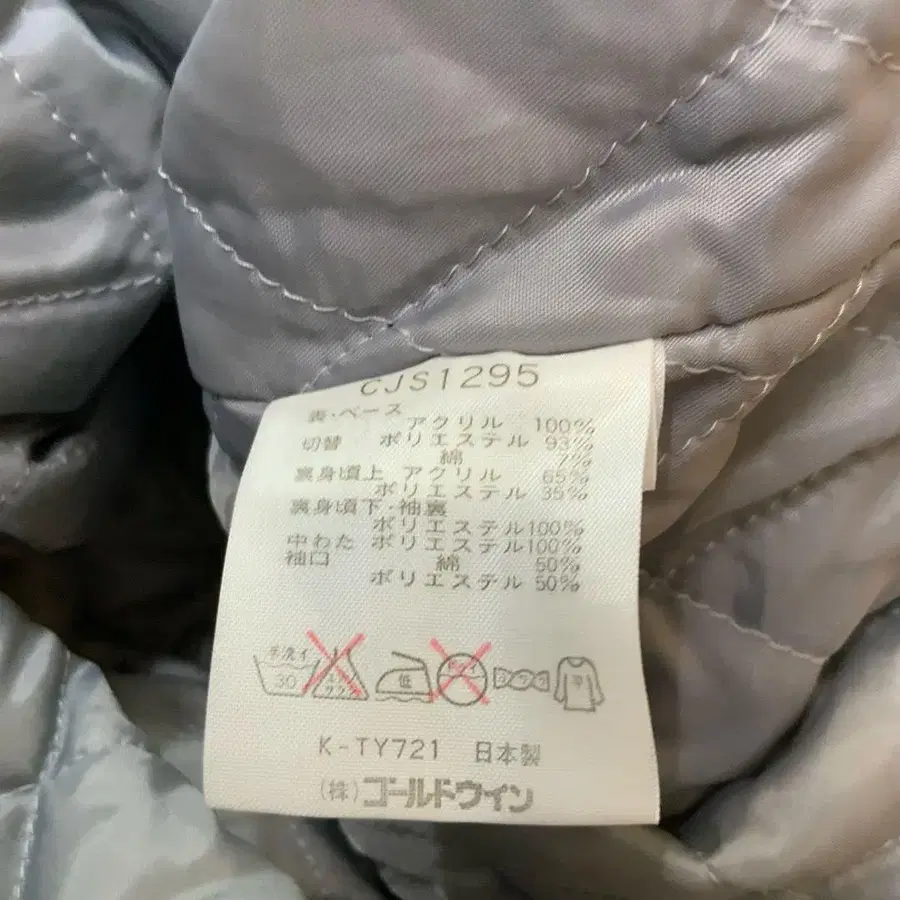 CJS1295
表・ベース
アクリル 100%
切替 ポリエステル 93%
綿 7%
裏身頃上 アクリル 65%
ポリエステル 35%
裏身頃下・袖裏
ポリエステル100%
中わた ポリエステル100%
袖口 綿 50%
ポリエステル 50%
手洗イ 30 低 ドライ 平
K-TY721 日本製
(株)ゴールドウイン